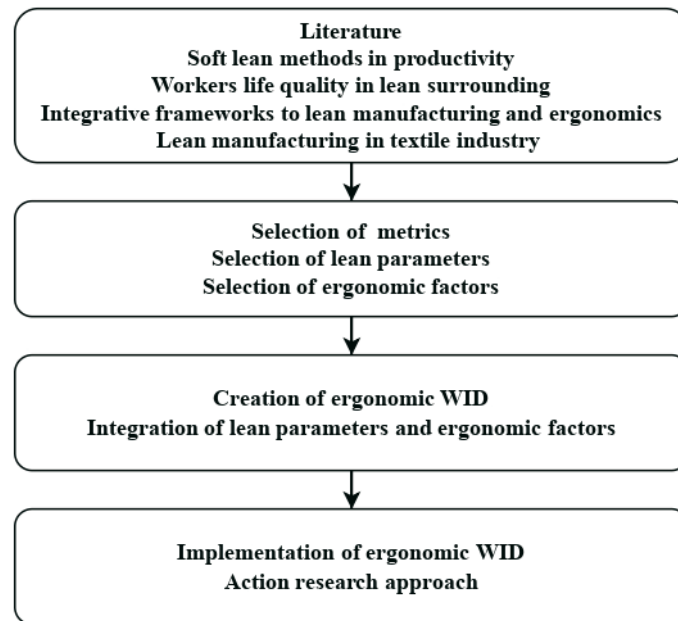 Literature
Soft lean methods in productivity
Workers life quality in lean surrounding
Integrative frameworks to lean manufacturing and ergonomics
Lean manufacturing in textile industry
Selection of metrics
Selection of lean parameters
Selection of ergonomic factors
Creation of ergonomic WID
Integration of lean parameters and ergonomic factors
Implementation of ergonomic WID
Action research approach